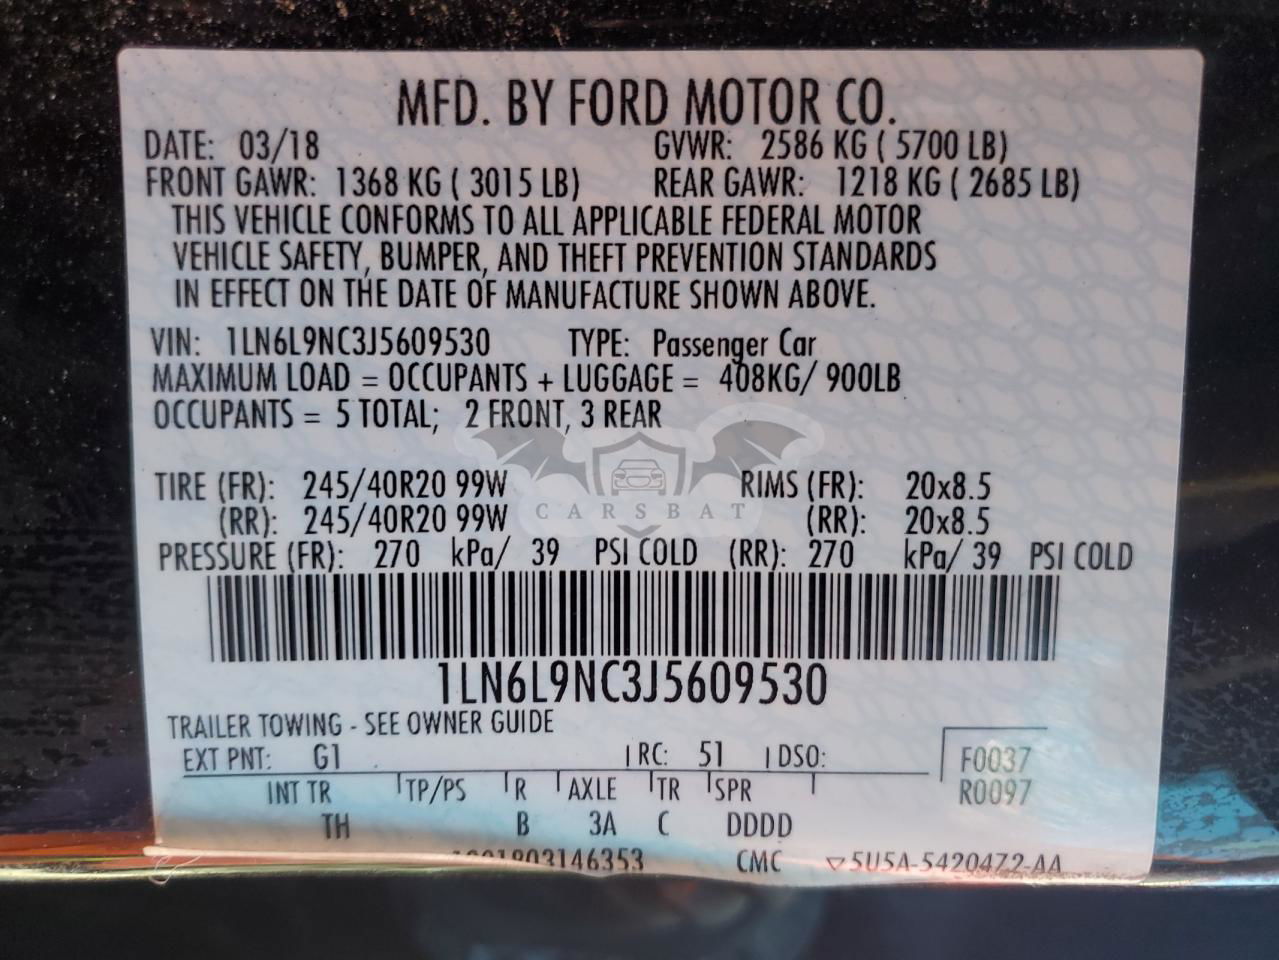 MFD. BY FORD MOTOR CO.
DATE: 03/18 GVWR: 2586 KG ( 5700 LB)
FRONT GAWR: 1368 KG ( 3015 LB) REAR GAWR: 1218 KG ( 2685 LB)
THIS VEHICLE CONFORMS TO ALL APPLICABLE FEDERAL MOTOR
VEHICLE SAFETY, BUMPER, AND THEFT PREVENTION STANDARDS
IN EFFECT ON THE DATE OF MANUFACTURE SHOWN ABOVE.
VIN: 1LN6L9NC3J5609530 TYPE: Passenger Car
MAXIMUM LOAD = OCCUPANTS + LUGGAGE = 408KG/ 900LB
OCCUPANTS = 5 TOTAL; 2 FRONT, 3 REAR
TIRE (FR): 245/40R20 99W RIMS (FR): 20x8.5
CARSBAT
(RR): 245/40R20 99W (RR): 20x8.5
PRESSURE (FR): 270 kPa/ 39 PSI COLD (RR): 270 kPa/ 39 PSI COLD
1LN6L9NC3J5609530
TRAILER TOWING - SEE OWNER GUIDE
EXT PNT: G1 RC: 51 DSO: F0037
INT TR TP/PS R AXLE TR SPR R0097
TH B 3A C DDDD
CMC